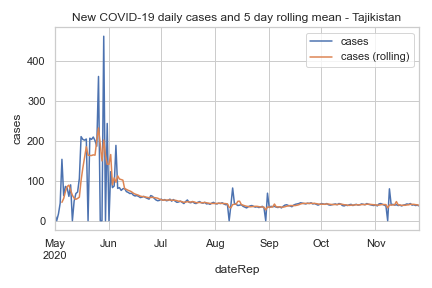 New COVID-19 daily cases and 5 day rolling mean - Tajikistan
cases
cases (rolling)
cases
400
300
200
100
0
May Jun Jul Aug Sep Oct Nov
2020
dateRep